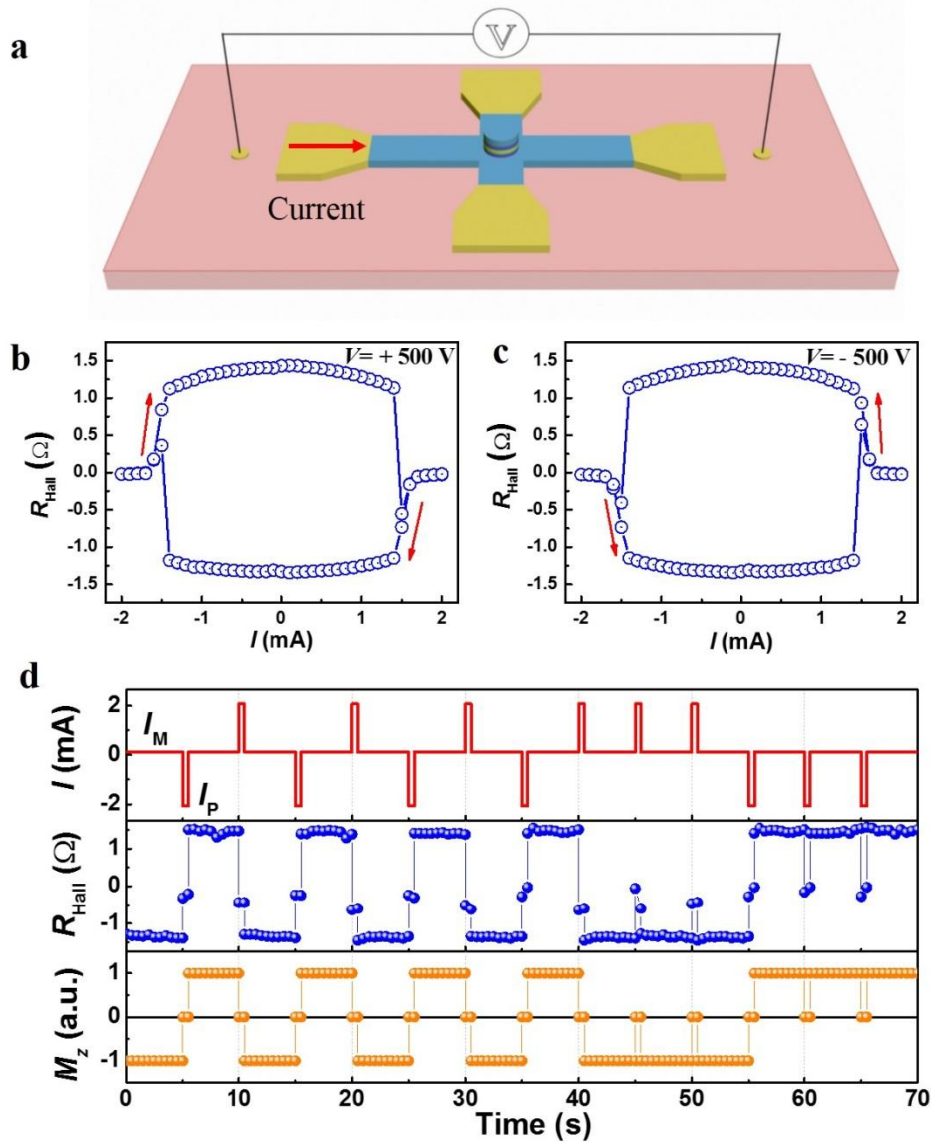 a
V
Current
b
V= + 500 V
1.5
1.0
0.5
0.0
-0.5
-1.0
-1.5
R_Hall (Ω)
-2 -1 0 1 2
I (mA)
c
V= - 500 V
1.5
1.0
0.5
0.0
-0.5
-1.0
-1.5
R_Hall (Ω)
-2 -1 0 1 2
I (mA)
d
2
0
-2
I (mA)
I_M
I_P
1
0
-1
R_Hall (Ω)
1
0
-1
M_z (a.u.)
0 10 20 30 40 50 60 70
Time (s)